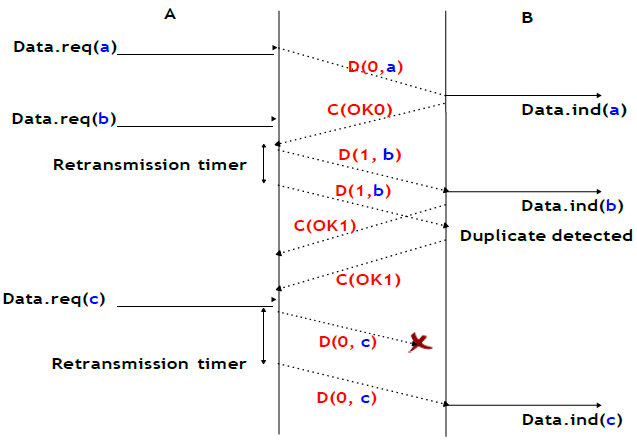 A
B
Data.req(a)
D(0,a)
C(OK0)
Data.ind(a)
Data.req(b)
Retransmission timer
D(1, b)
D(1,b)
Data.ind(b)
C(OK1)
Duplicate detected
C(OK1)
Data.req(c)
D(0, c)
Retransmission timer
D(0, c)
Data.ind(c)